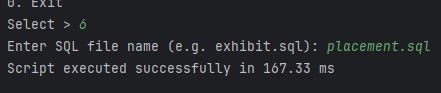 0. Exit
Select > 6
Enter SQL file name (e.g. exhibit.sql): placement.sql
Script executed successfully in 167.33 ms